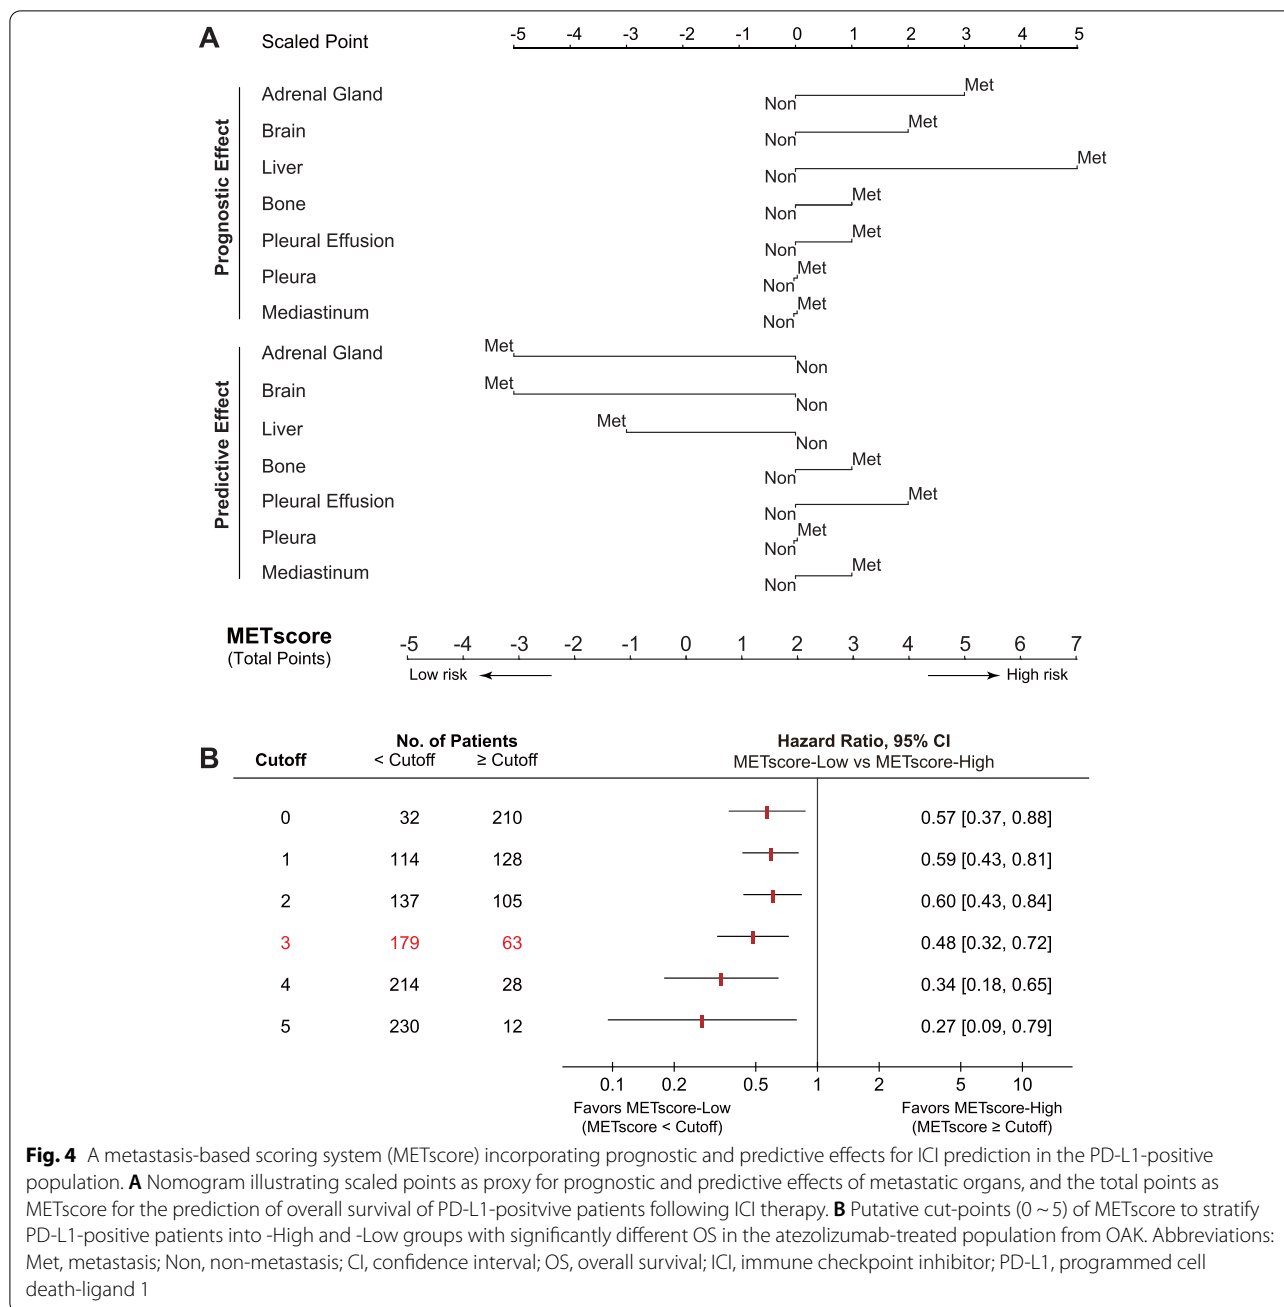 A
Scaled Point
-5 -4 -3 -2 -1 0 1 2 3 4 5
Prognostic Effect
Adrenal Gland Non Met
Brain Non Met
Liver Non Met
Bone Non Met
Pleural Effusion Non Met
Pleura Non Met
Mediastinum Non Met
Predictive Effect
Adrenal Gland Met Non
Brain Met Non
Liver Met Non
Bone Non Met
Pleural Effusion Non Met
Pleura Non Met
Mediastinum Non Met
METscore
(Total Points)
-5 -4 -3 -2 -1 0 1 2 3 4 5 6 7
Low risk High risk
B
No. of Patients Hazard Ratio, 95% CI
Cutoff < Cutoff ≥ Cutoff METscore-Low vs METscore-High
0 32 210 0.57 [0.37, 0.88]
1 114 128 0.59 [0.43, 0.81]
2 137 105 0.60 [0.43, 0.84]
3 179 63 0.48 [0.32, 0.72]
4 214 28 0.34 [0.18, 0.65]
5 230 12 0.27 [0.09, 0.79]
0.1 0.2 0.5 1 2 5 10
Favors METscore-Low Favors METscore-High
(METscore < Cutoff) (METscore ≥ Cutoff)
Fig. 4 A metastasis-based scoring system (METscore) incorporating prognostic and predictive effects for ICI prediction in the PD-L1-positive
population. A Nomogram illustrating scaled points as proxy for prognostic and predictive effects of metastatic organs, and the total points as
METscore for the prediction of overall survival of PD-L1-positvive patients following ICI therapy. B Putative cut-points (0 ~ 5) of METscore to stratify
PD-L1-positive patients into -High and -Low groups with significantly different OS in the atezolizumab-treated population from OAK. Abbreviations:
Met, metastasis; Non, non-metastasis; CI, confidence interval; OS, overall survival; ICI, immune checkpoint inhibitor; PD-L1, programmed cell
death-ligand 1